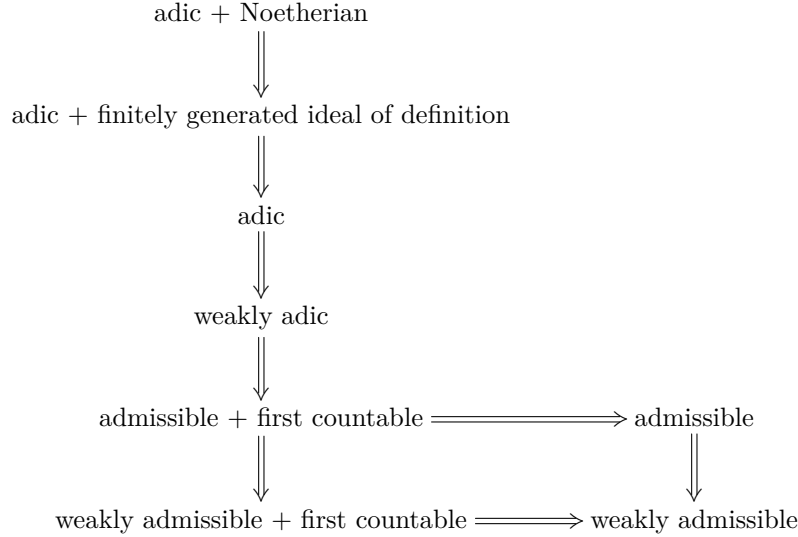 adic + Noetherian
adic + finitely generated ideal of definition
adic
weakly adic
admissible + first countable
admissible
weakly admissible + first countable
weakly admissible